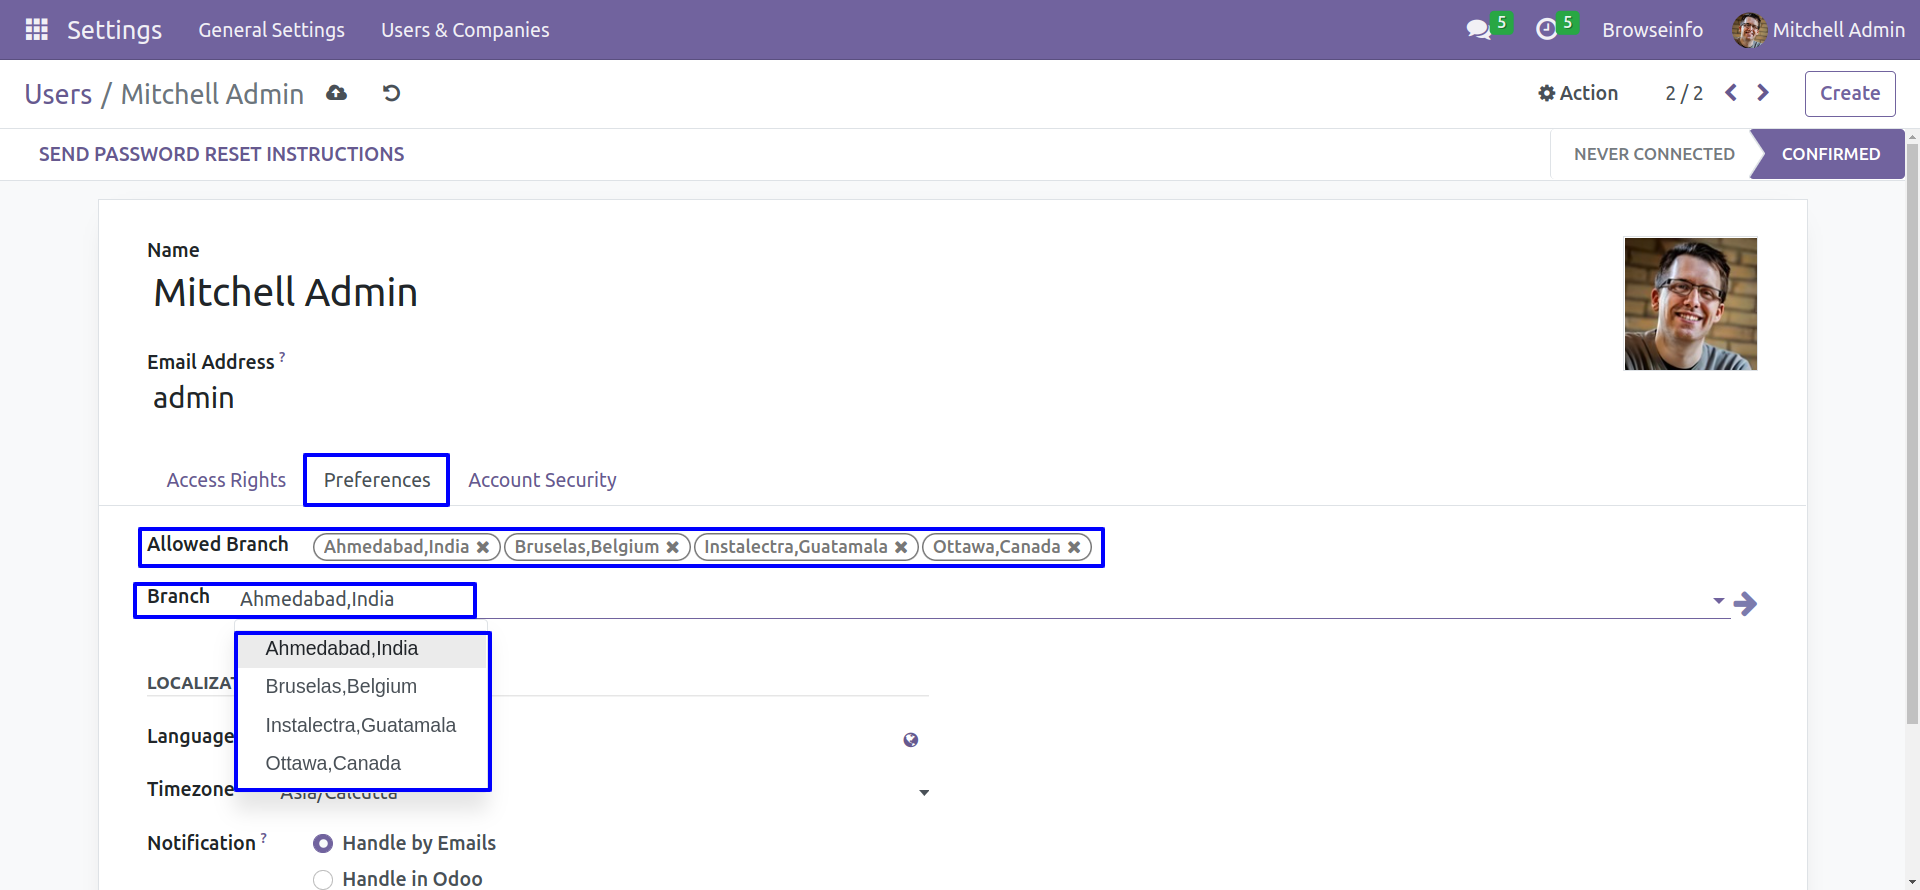 Settings General Settings Users & Companies 5 5 Browseinfo Mitchell Admin
Users / Mitchell Admin Action 2 / 2 Create
SEND PASSWORD RESET INSTRUCTIONS NEVER CONNECTED CONFIRMED
Name
Mitchell Admin
Email Address ?
admin
Access Rights Preferences Account Security
Allowed Branch Ahmedabad,India Bruselas,Belgium Instalectra,Guatamala Ottawa,Canada
Branch Ahmedabad,India
Ahmedabad,India
LOCALIZAT
Bruselas,Belgium
Instalectra,Guatamala
Language
Ottawa,Canada
Timezone Asia/Calcutta
Notification ? Handle by Emails
Handle in Odoo